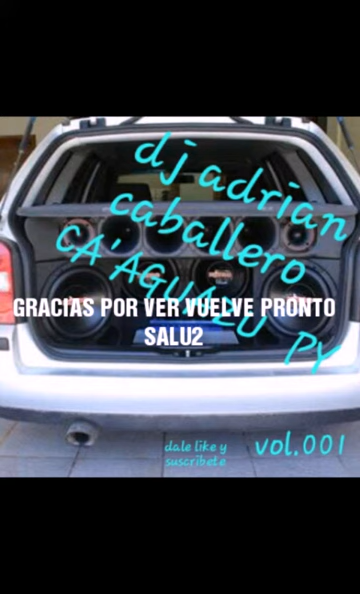 dj adrian
caballero
CA'AGUAZU PY
GRACIAS POR VER VUELVE PRONTO
SALU2
dale like y
suscribete
vol.001